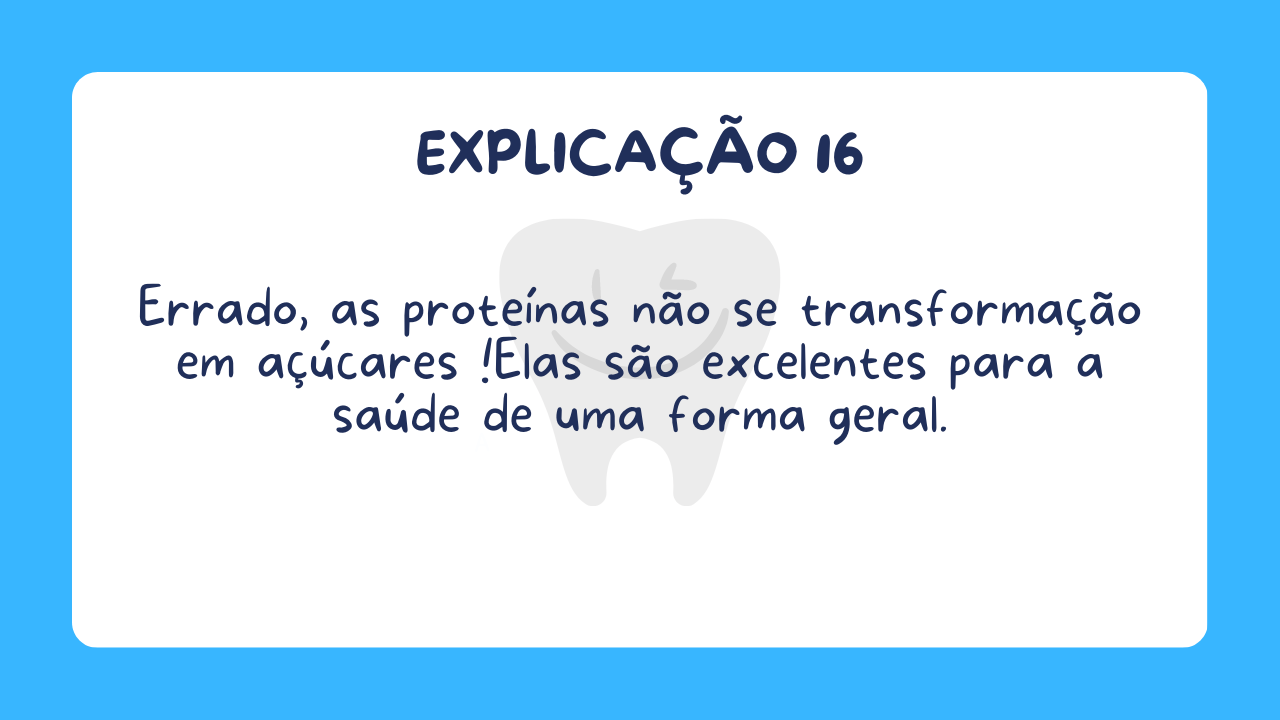 EXPLICAÇÃO 16
Errado, as proteínas não se transformação
em açúcares !Elas são excelentes para a
saúde de uma forma geral.